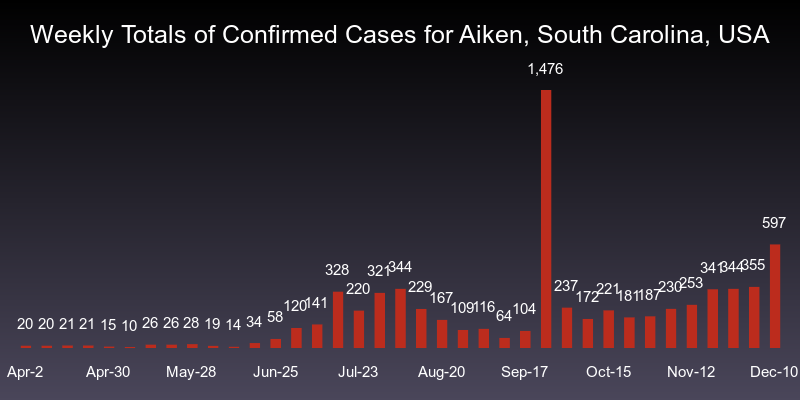 Weekly Totals of Confirmed Cases for Aiken, South Carolina, USA
1,476
597
328 321 344 341 344 355
220 229 237 221 230 253
120 141 167 109 116 104 172 181 187
20 20 21 21 15 10 26 26 28 19 14 34 58 64
Apr-2 Apr-30 May-28 Jun-25 Jul-23 Aug-20 Sep-17 Oct-15 Nov-12 Dec-10